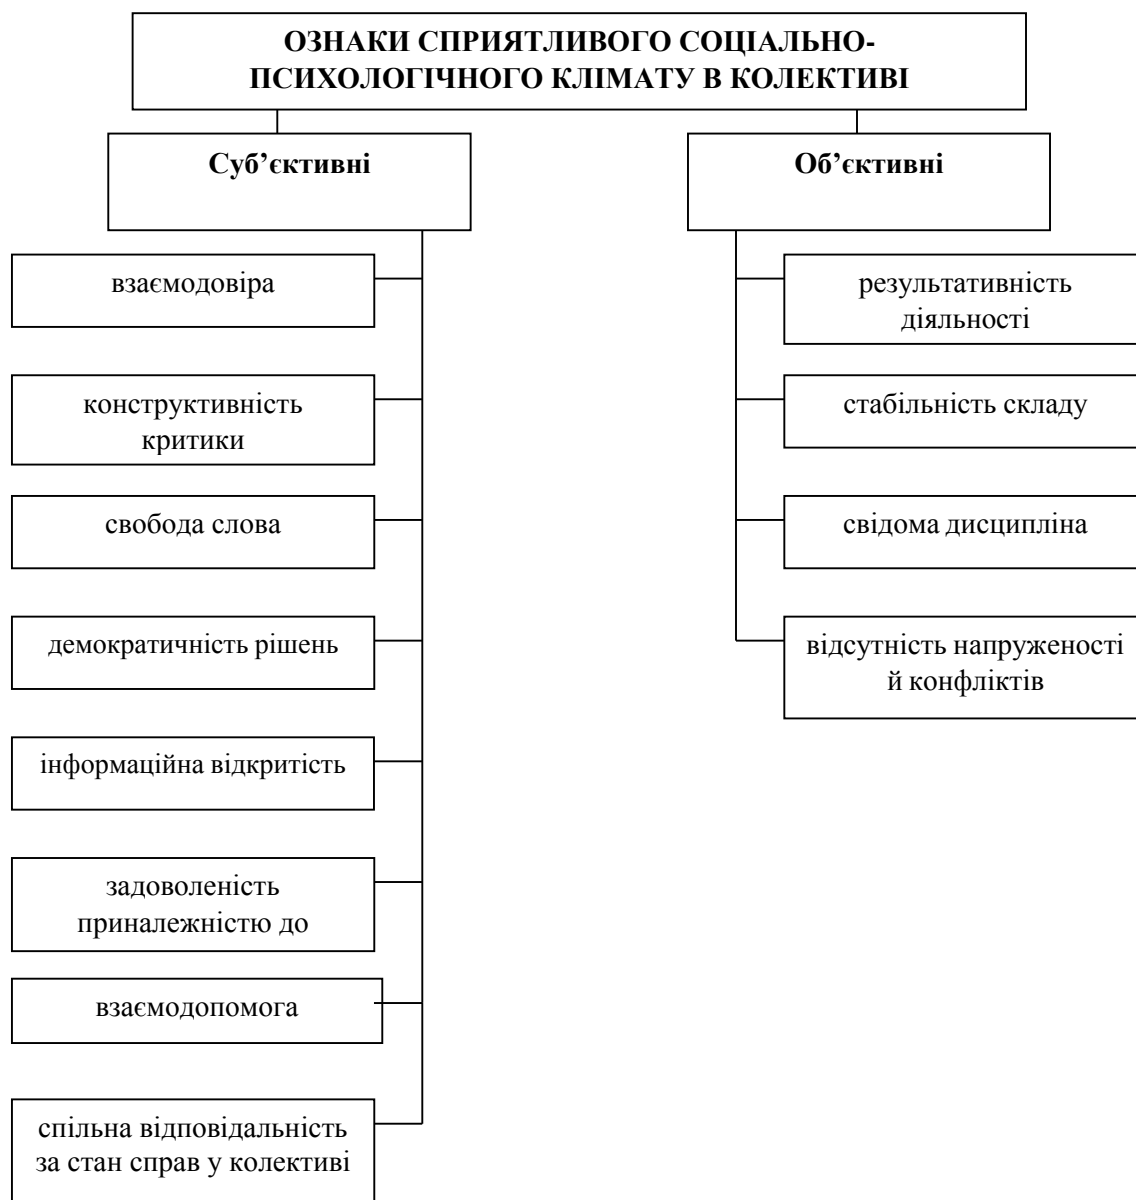 ОЗНАКИ СПРИЯТЛИВОГО СОЦІАЛЬНО-
ПСИХОЛОГІЧНОГО КЛІМАТУ В КОЛЕКТИВІ
Суб’єктивні
взаємодовіра
конструктивність
критики
свобода слова
демократичність рішень
інформаційна відкритість
задоволеність
приналежністю до
взаємодопомога
спільна відповідальність
за стан справ у колективі
Об’єктивні
результативність
діяльності
стабільність складу
свідома дисципліна
відсутність напруженості
й конфліктів